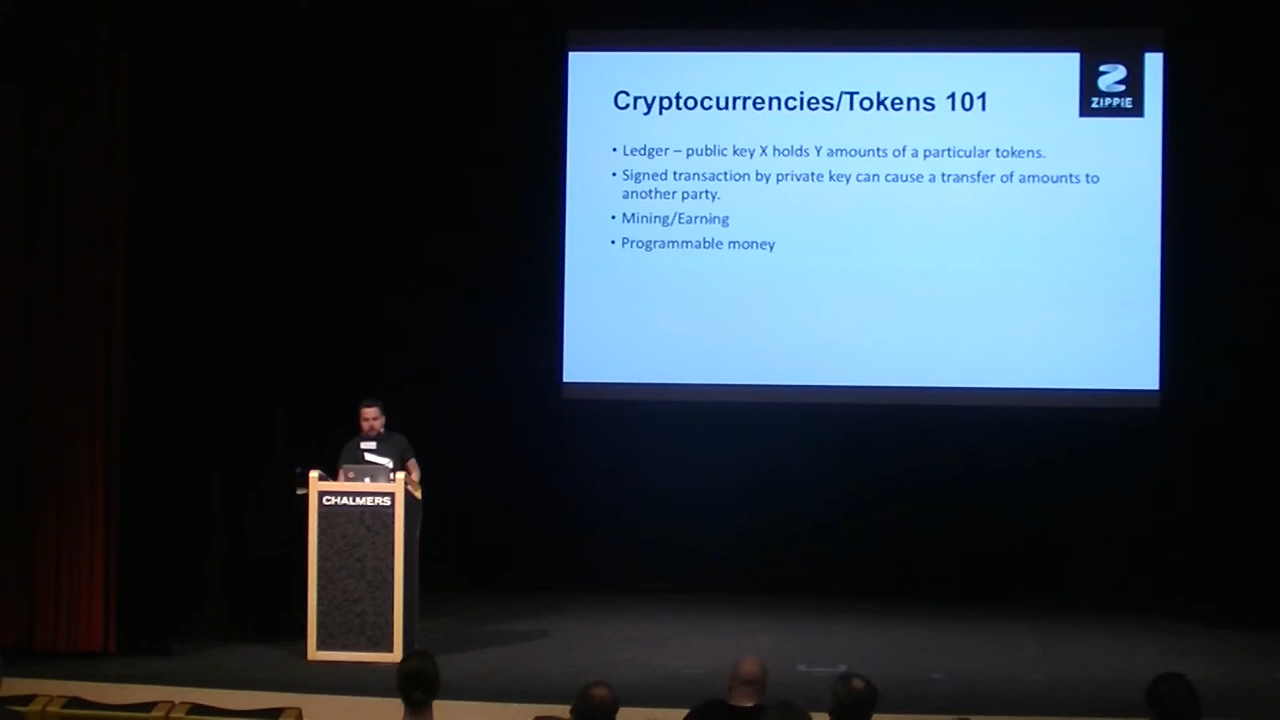 Cryptocurrencies/Tokens 101
ZIPPIE
• Ledger – public key X holds Y amounts of a particular tokens.
• Signed transaction by private key can cause a transfer of amounts to
another party.
• Mining/Earning
• Programmable money
CHALMERS